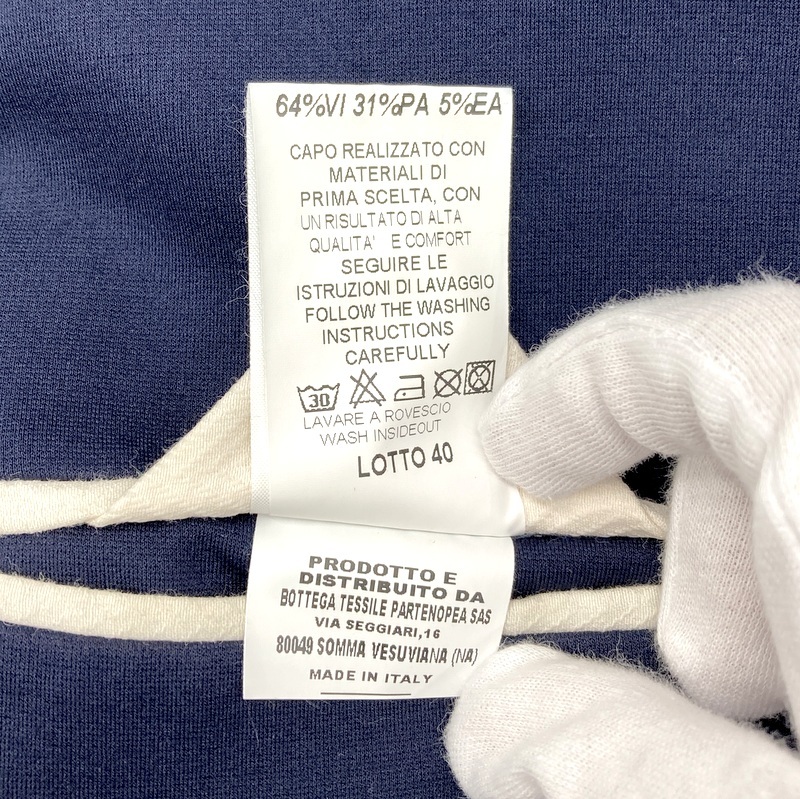 64%VI 31%PA 5%EA
CAPO REALIZZATO CON
MATERIALI DI
PRIMA SCELTA, CON
UN RISULTATO DI ALTA
QUALITA' E COMFORT
SEGUIRE LE
ISTRUZIONI DI LAVAGGIO
FOLLOW THE WASHING
INSTRUCTIONS
CAREFULLY
30
LAVARE A ROVESCIO
WASH INSIDEOUT
LOTTO 40
PRODOTTO E
DISTRIBUITO DA
BOTTEGA TESSILE PARTENOPEA SAS
VIA SEGGIARI,16
80049 SOMMA VESUVIANA (NA)
MADE IN ITALY